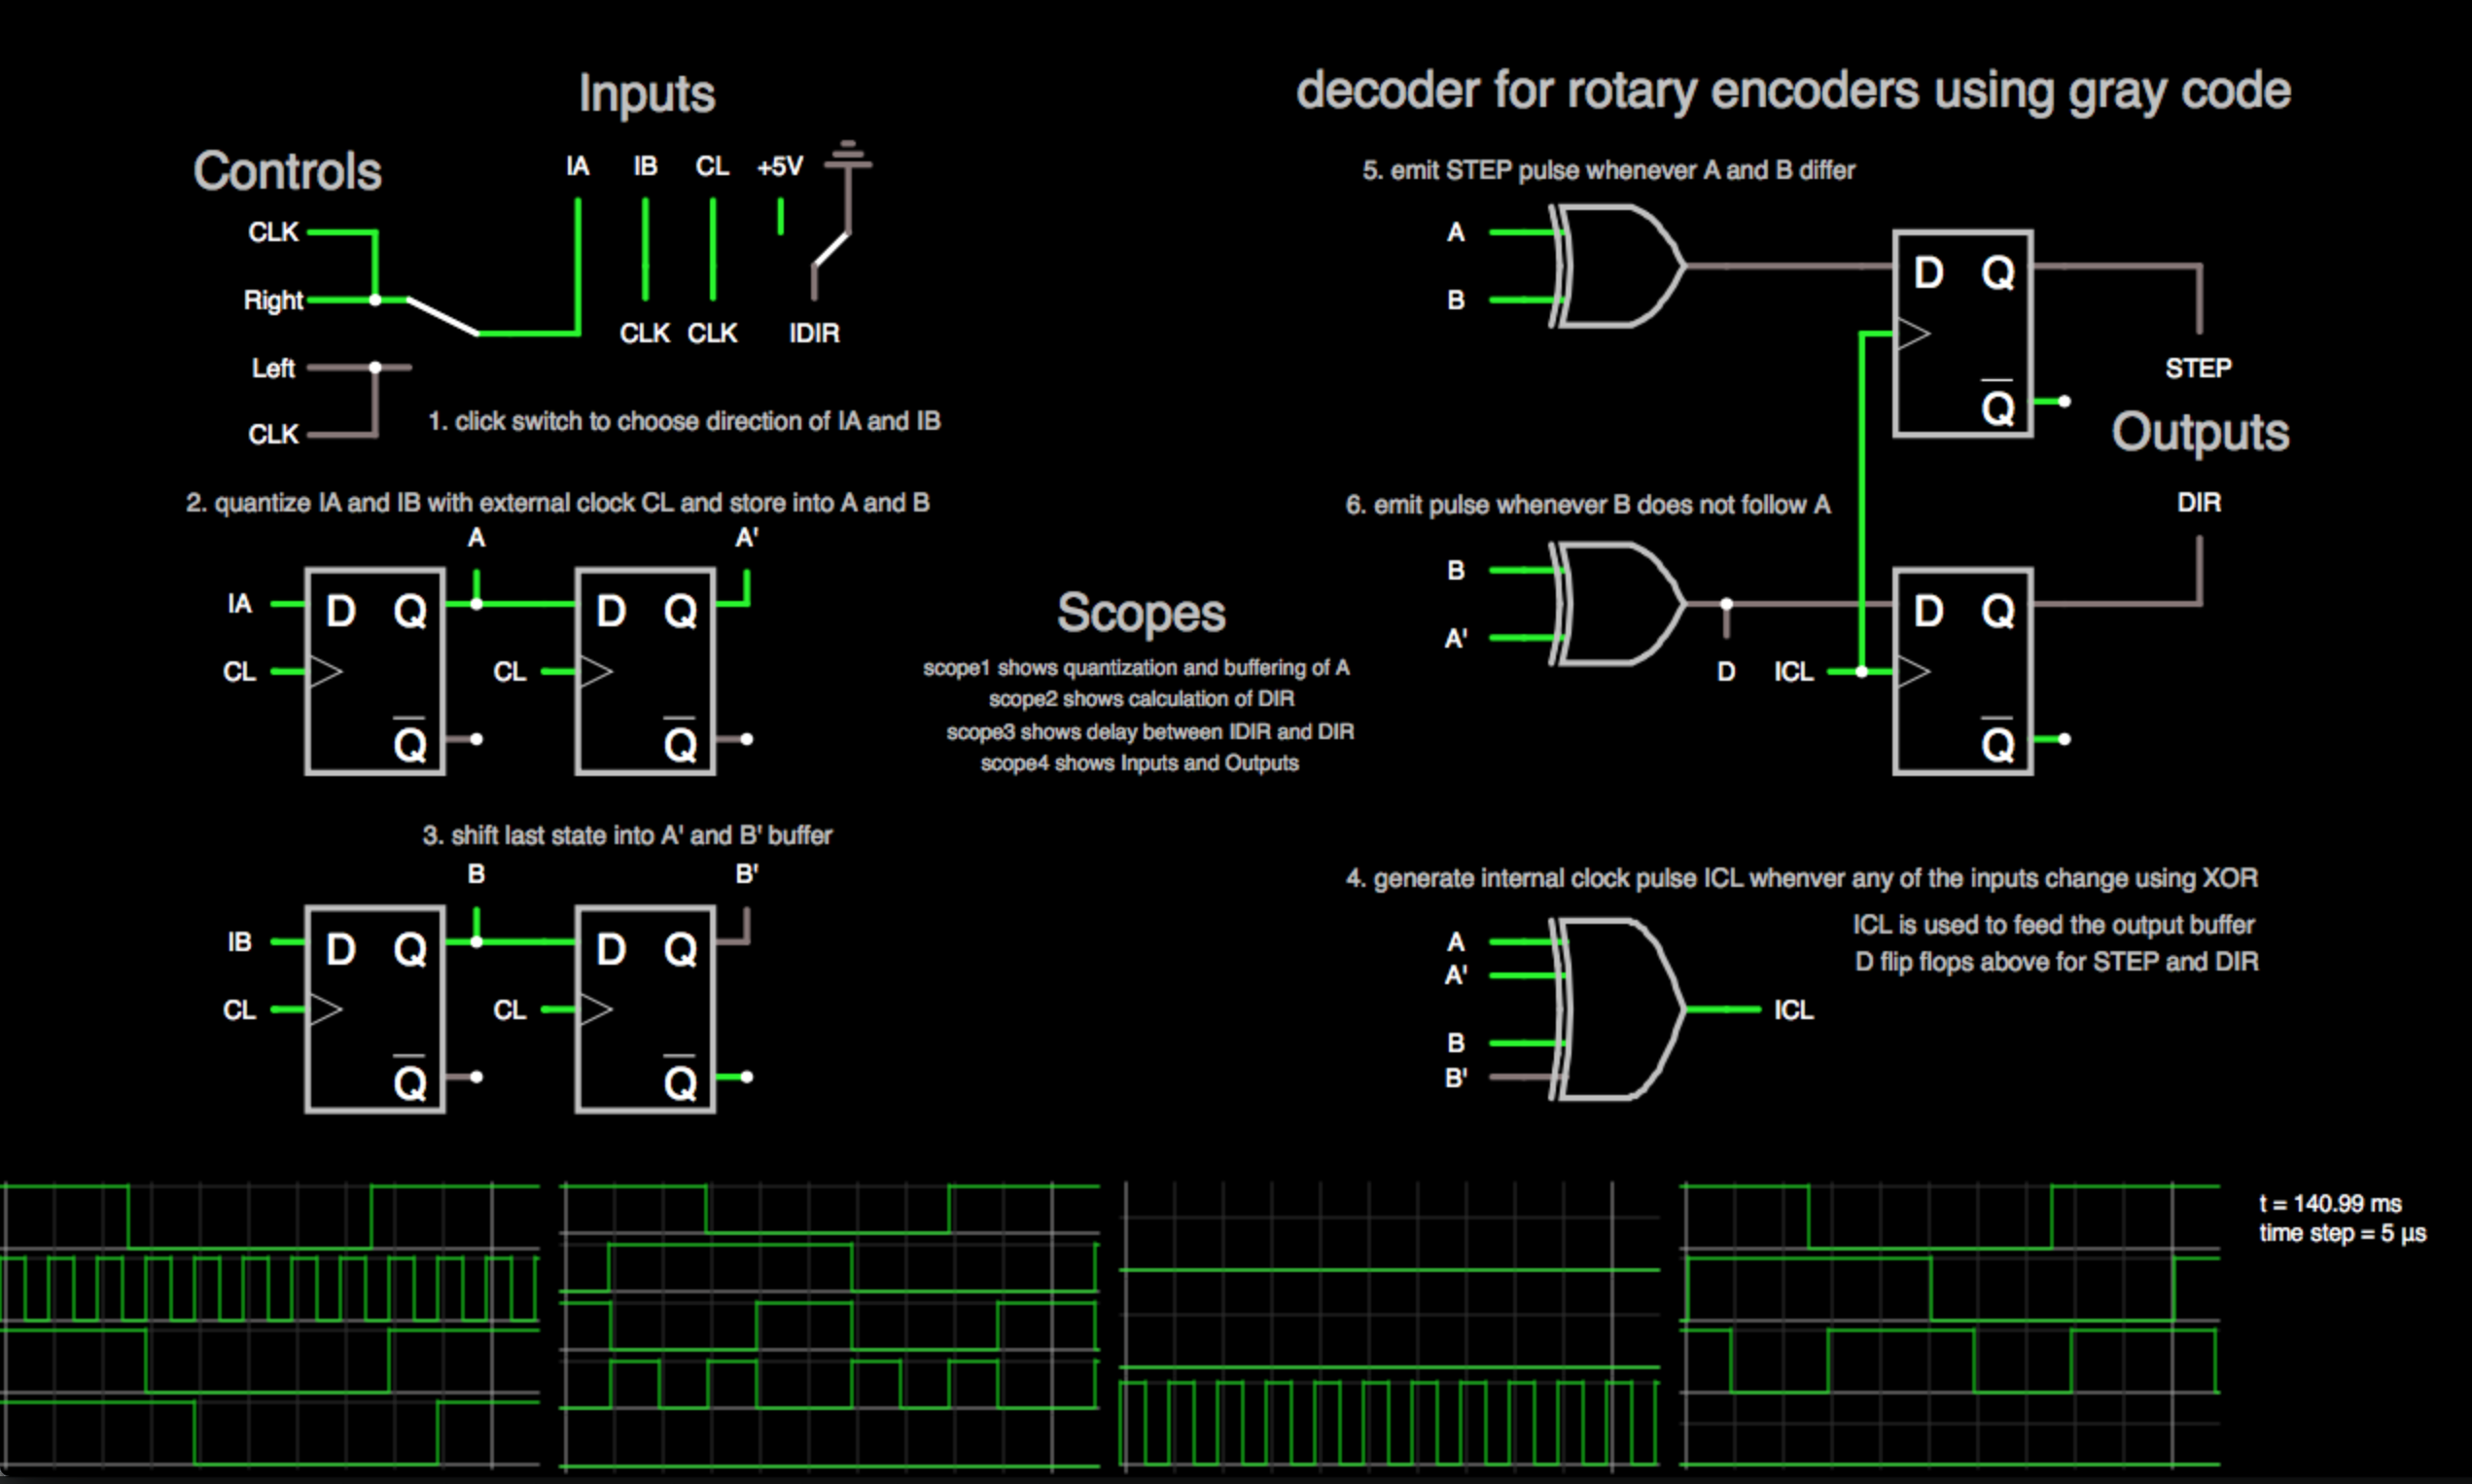 Inputs
decoder for rotary encoders using gray code
Controls
IA IB CL +5V
CLK
Right
Left
CLK
CLK CLK IDIR
1. click switch to choose direction of IA and IB
5. emit STEP pulse whenever A and B differ
A
B
D Q
Q
STEP
Outputs
DIR
2. quantize IA and IB with external clock CL and store into A and B
A A'
IA D Q D Q
CL CL
Q Q
6. emit pulse whenever B does not follow A
B
A'
D ICL
D Q
Q
Scopes
scope1 shows quantization and buffering of A
scope2 shows calculation of DIR
scope3 shows delay between IDIR and DIR
scope4 shows Inputs and Outputs
3. shift last state into A' and B' buffer
B B'
IB D Q D Q
CL CL
Q Q
4. generate internal clock pulse ICL whenver any of the inputs change using XOR
ICL is used to feed the output buffer
D flip flops above for STEP and DIR
A
A'
B
B'
ICL
t = 140.99 ms
time step = 5 µs